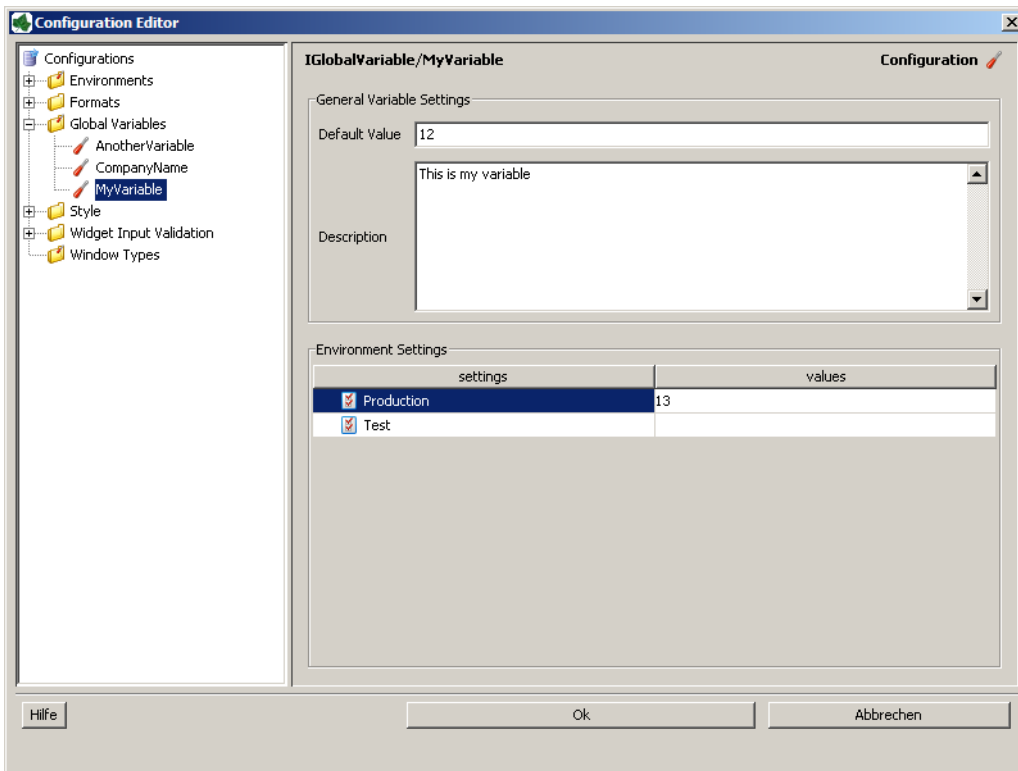 Configuration Editor
Configurations
Environments
Formats
Global Variables
AnotherVariable
CompanyName
MyVariable
Style
Widget Input Validation
Window Types
IGlobalVariable/MyVariable Configuration
General Variable Settings
Default Value 12
Description This is my variable
Environment Settings
settings values
Production 13
Test
Hilfe Ok Abbrechen